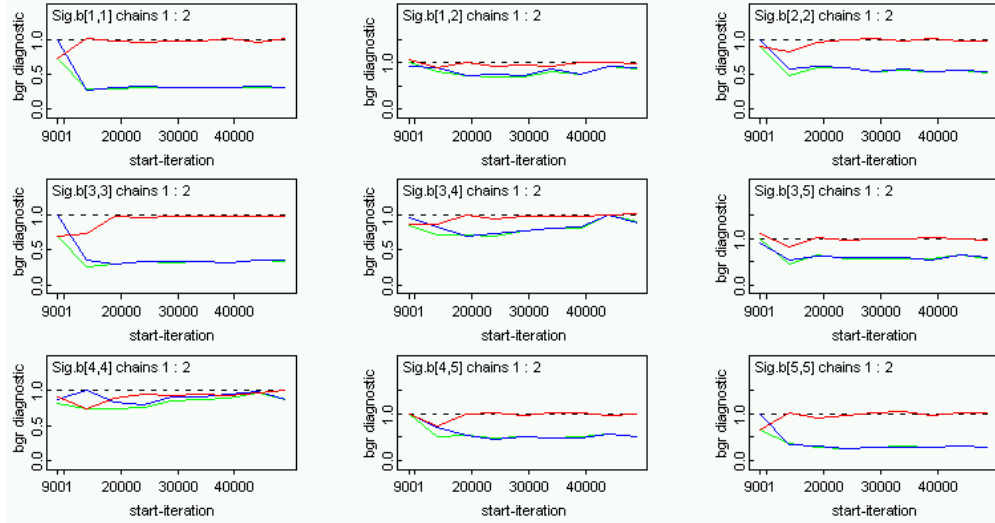 Sig.b[1,1] chains 1 : 2
bgr diagnostic
0.0 0.5 1.0
9001 20000 30000 40000
start-iteration
Sig.b[1,2] chains 1 : 2
bgr diagnostic
0.0 1.0
9001 20000 30000 40000
start-iteration
Sig.b[2,2] chains 1 : 2
bgr diagnostic
0.0 0.5 1.0
9001 20000 30000 40000
start-iteration
Sig.b[3,3] chains 1 : 2
bgr diagnostic
0.0 0.5 1.0
9001 20000 30000 40000
start-iteration
Sig.b[3,4] chains 1 : 2
bgr diagnostic
0.0 0.5 1.0
9001 20000 30000 40000
start-iteration
Sig.b[3,5] chains 1 : 2
bgr diagnostic
0.0 1.0
9001 20000 30000 40000
start-iteration
Sig.b[4,4] chains 1 : 2
bgr diagnostic
0.0 0.5 1.0
9001 20000 30000 40000
start-iteration
Sig.b[4,5] chains 1 : 2
bgr diagnostic
0.0 1.0
9001 20000 30000 40000
start-iteration
Sig.b[5,5] chains 1 : 2
bgr diagnostic
0.0 1.0
9001 20000 30000 40000
start-iteration